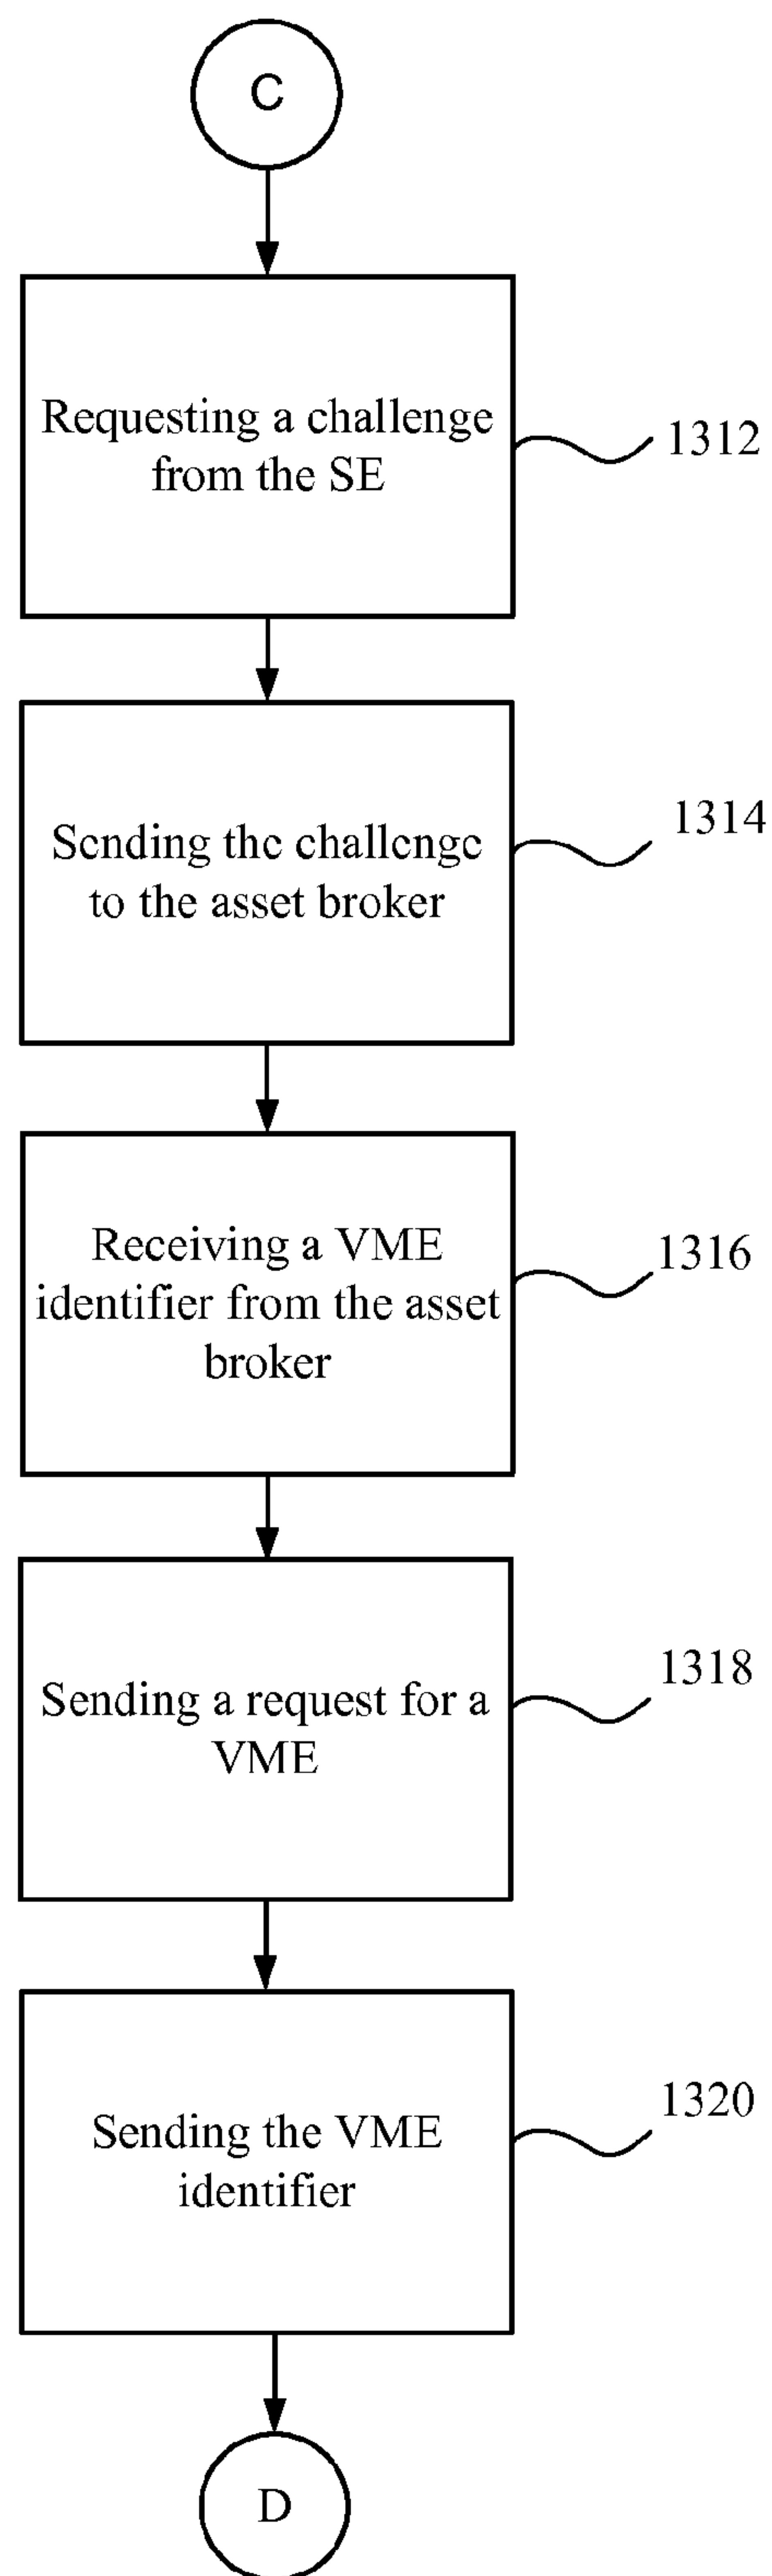 C
Requesting a challenge
from the SE
1312
Sending the challenge
to the asset broker
1314
Receiving a VME
identifier from the asset
broker
1316
Sending a request for a
VME
1318
Sending the VME
identifier
1320
D